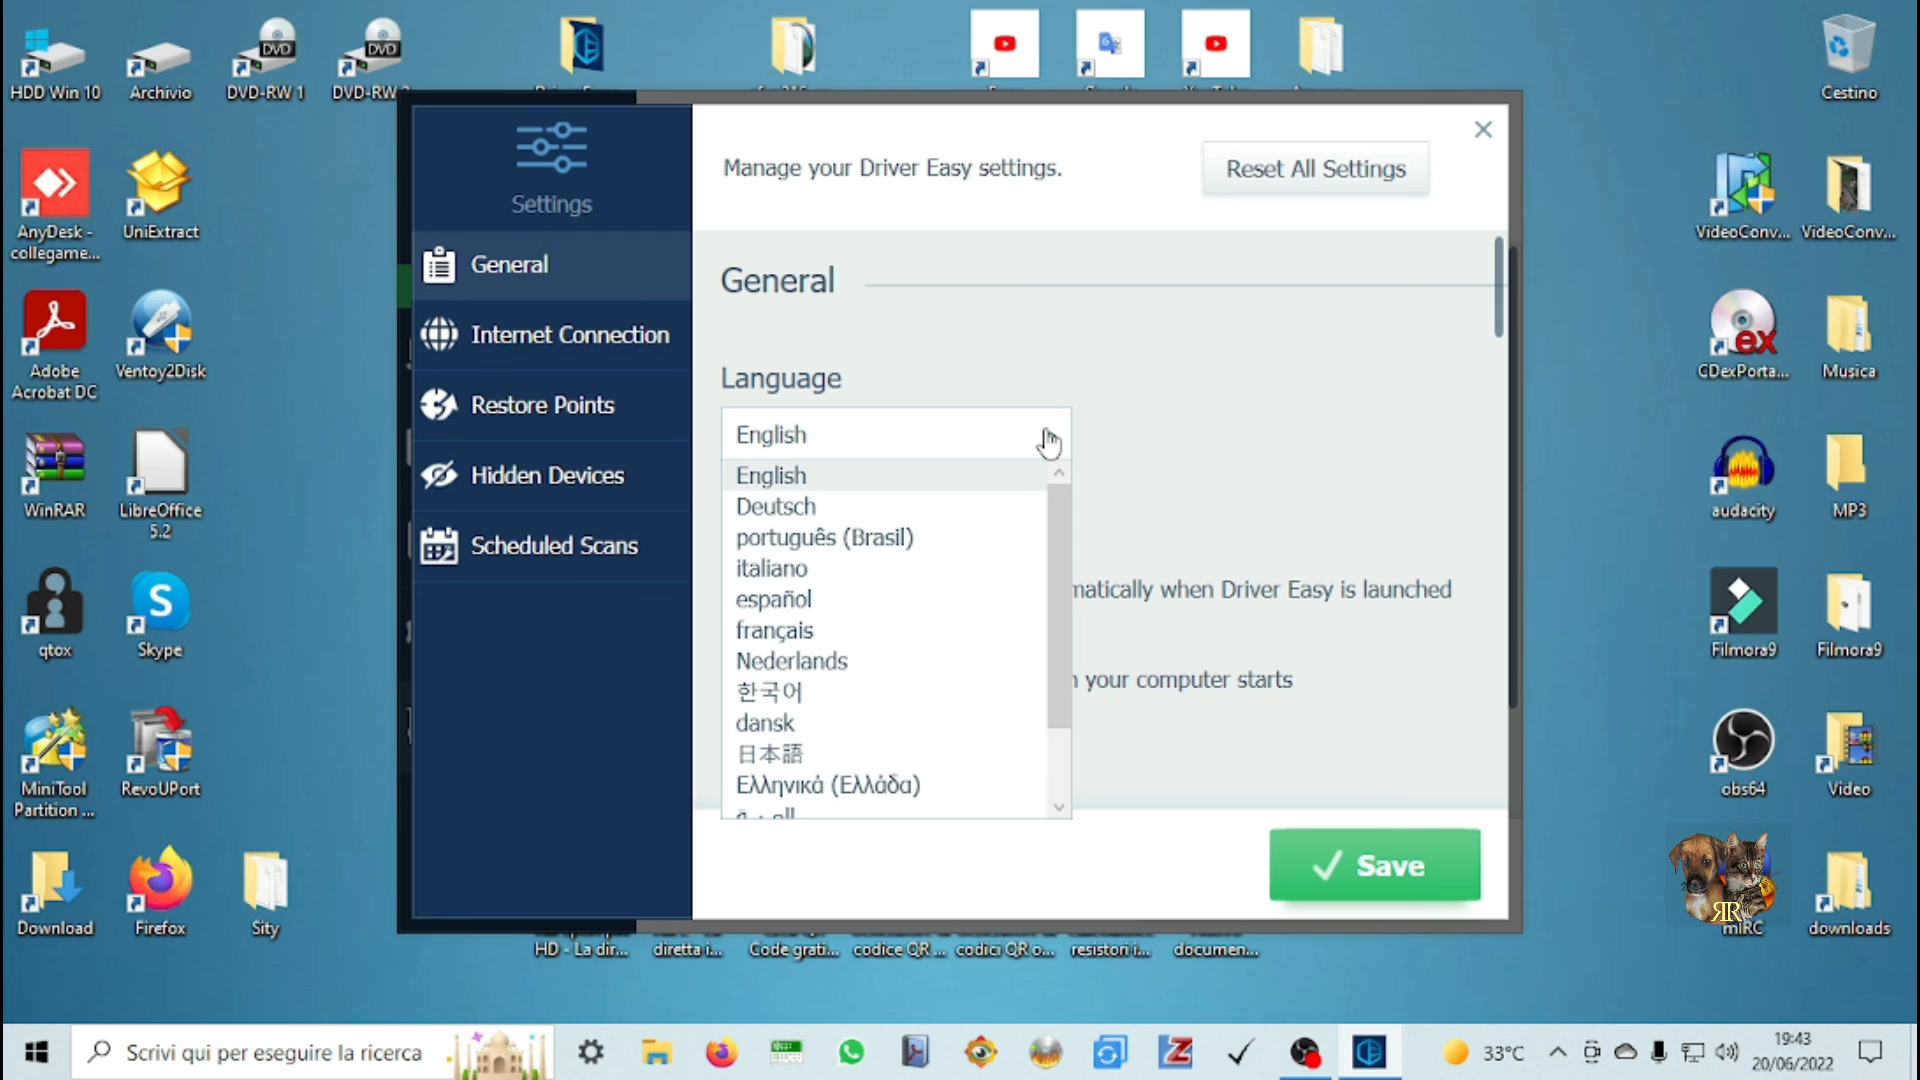 HDD Win 10
Archivio
DVD-RW 1
DVD-RW
Cestino
AnyDesk -
collegame...
UniExtract
VideoConv...
VideoConv...
Adobe
Acrobat DC
Ventoy2Disk
CDexPorta...
Musica
WinRAR
LibreOffice
5.2
audacity
MP3
qtox
Skype
Filmora9
Filmora9
MiniTool
Partition ...
RevoUPort
obs64
Video
Download
Firefox
Sity
mIRC
downloads
Settings
General
Internet Connection
Restore Points
Hidden Devices
Scheduled Scans
Manage your Driver Easy settings.
Reset All Settings
General
Language
English
English
Deutsch
português (Brasil)
italiano
español
français
Nederlands
한국어
dansk
日本語
Ελληνικά (Ελλάδα)
matically when Driver Easy is launched
your computer starts
Save
HD - La dir...
diretta i...
Code grati...
codice QR ...
codici QR o...
resistori i...
documen...
Scrivi qui per eseguire la ricerca
33°C
19:43
20/06/2022